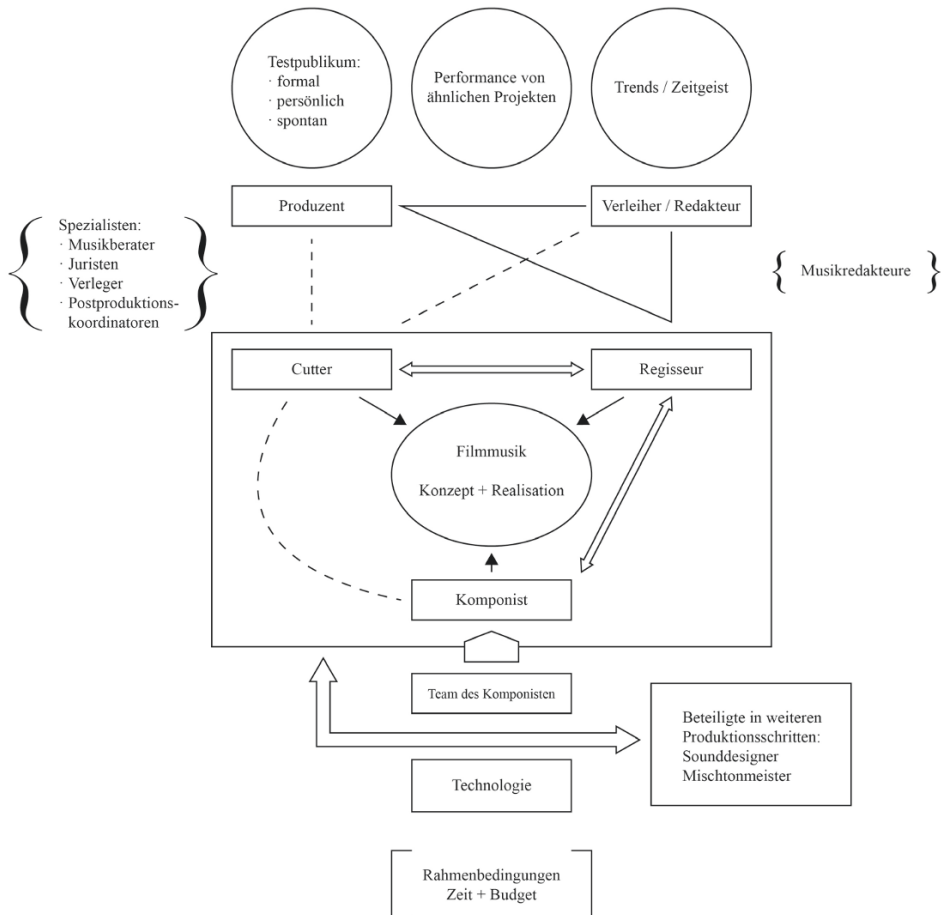 Testpublikum:
· formal
· persönlich
· spontan
Performance von
ähnlichen Projekten
Trends / Zeitgeist
Produzent
Verleiher / Redakteur
Spezialisten:
· Musikberater
· Juristen
· Verleger
· Postproduktions-
koordinatoren
Musikredakteure
Cutter
Regisseur
Filmmusik
Konzept + Realisation
Komponist
Team des Komponisten
Beteiligte in weiteren
Produktionsschritten:
Sounddesigner
Mischtonmeister
Technologie
Rahmenbedingungen
Zeit + Budget